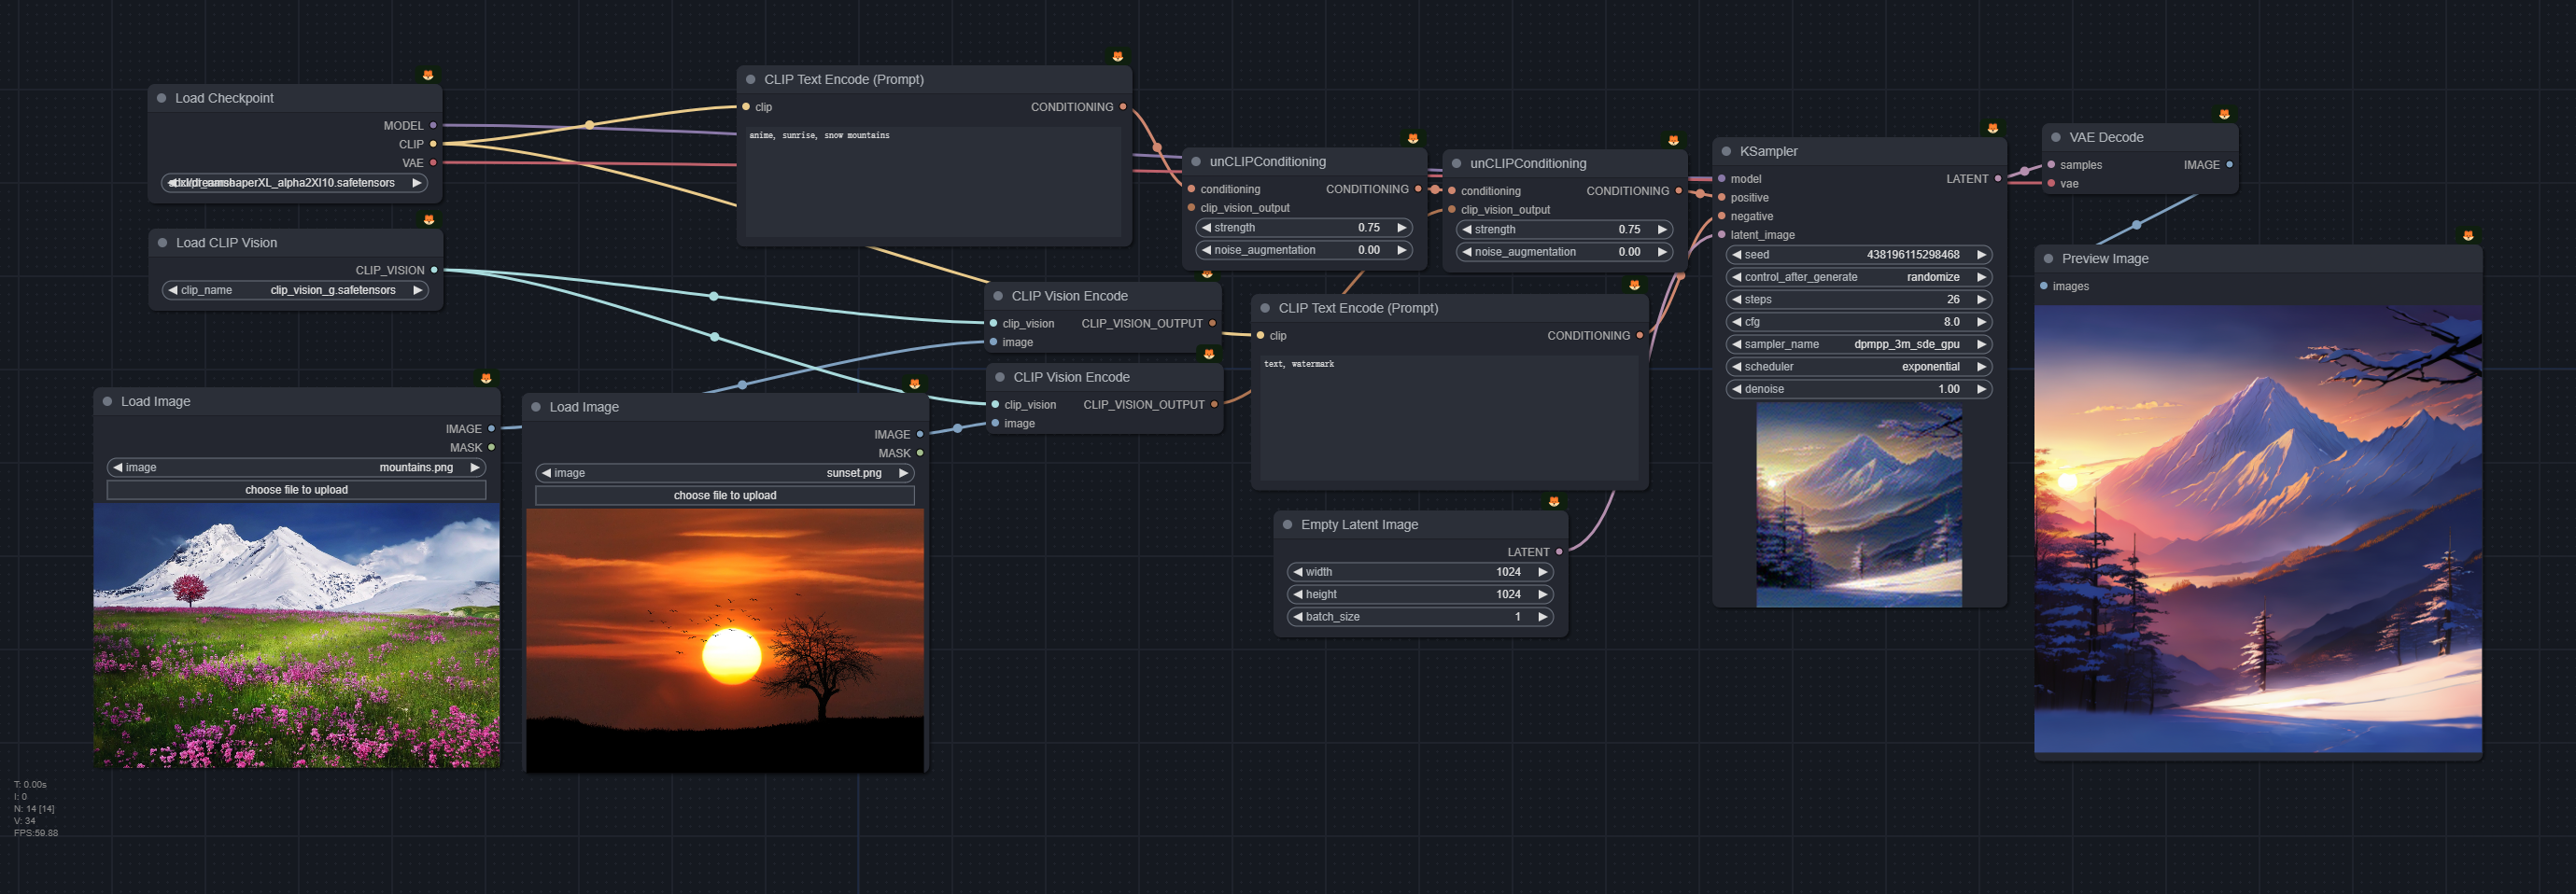 Load Checkpoint
MODEL
CLIP
VAE
Load CLIP Vision
CLIP_VISION
clip_name clip_vision_g.safetensors
Load Image
IMAGE
MASK
image mountains.png
choose file to upload
Load Image
IMAGE
MASK
image sunset.png
choose file to upload
CLIP Text Encode (Prompt)
clip CONDITIONING
anime, sunrise, snow mountains
CLIP Vision Encode
clip_vision CLIP_VISION_OUTPUT
image
CLIP Vision Encode
clip_vision CLIP_VISION_OUTPUT
image
unCLIPConditioning
conditioning CONDITIONING
clip_vision_output
strength 0.75
noise_augmentation 0.00
unCLIPConditioning
conditioning CONDITIONING
clip_vision_output
strength 0.75
noise_augmentation 0.00
CLIP Text Encode (Prompt)
clip CONDITIONING
text, watermark
Empty Latent Image
LATENT
width 1024
height 1024
batch_size 1
KSampler
model LATENT
positive
negative
latent_image
seed 438196115298468
control_after_generate randomize
steps 26
cfg 8.0
sampler_name dpmpp_3m_sde_gpu
scheduler exponential
denoise 1.00
VAE Decode
samples IMAGE
vae
Preview Image
images
T: 0.00s
I: 0
N: 14 [14]
V: 34
FPS:59.88